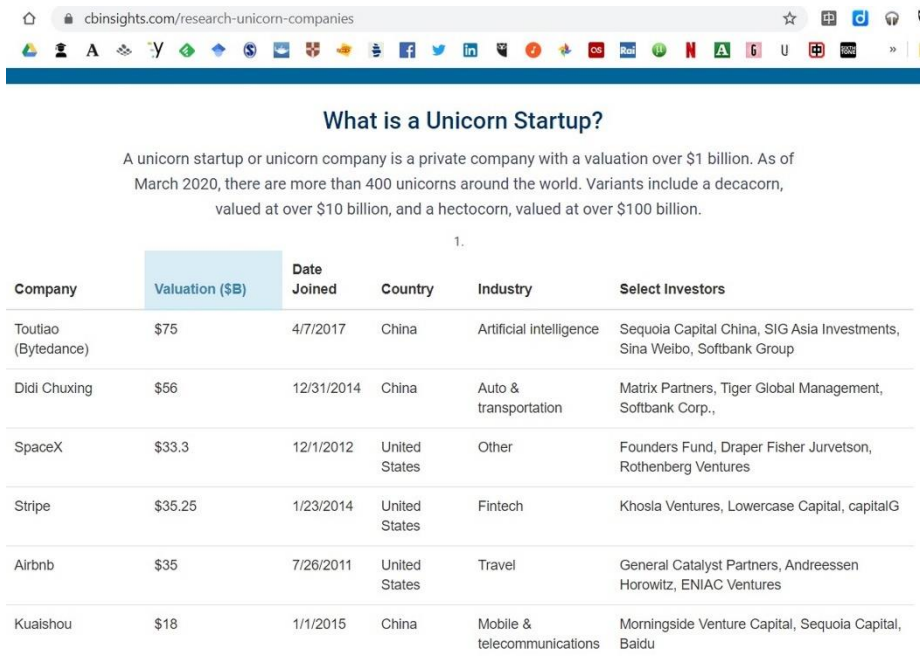 cbinsights.com/research-unicorn-companies
What is a Unicorn Startup?
A unicorn startup or unicorn company is a private company with a valuation over $1 billion. As of
March 2020, there are more than 400 unicorns around the world. Variants include a decacorn,
valued at over $10 billion, and a hectocorn, valued at over $100 billion.
1.
Company Valuation ($B) Date Joined Country Industry Select Investors
Toutiao $75 4/7/2017 China Artificial intelligence Sequoia Capital China, SIG Asia Investments,
(Bytedance) Sina Weibo, Softbank Group
Didi Chuxing $56 12/31/2014 China Auto & Matrix Partners, Tiger Global Management,
transportation Softbank Corp.,
SpaceX $33.3 12/1/2012 United Other Founders Fund, Draper Fisher Jurvetson,
States Rothenberg Ventures
Stripe $35.25 1/23/2014 United Fintech Khosla Ventures, Lowercase Capital, capitalG
States
Airbnb $35 7/26/2011 United Travel General Catalyst Partners, Andreessen
States Horowitz, ENIAC Ventures
Kuaishou $18 1/1/2015 China Mobile & Morningside Venture Capital, Sequoia Capital,
telecommunications Baidu